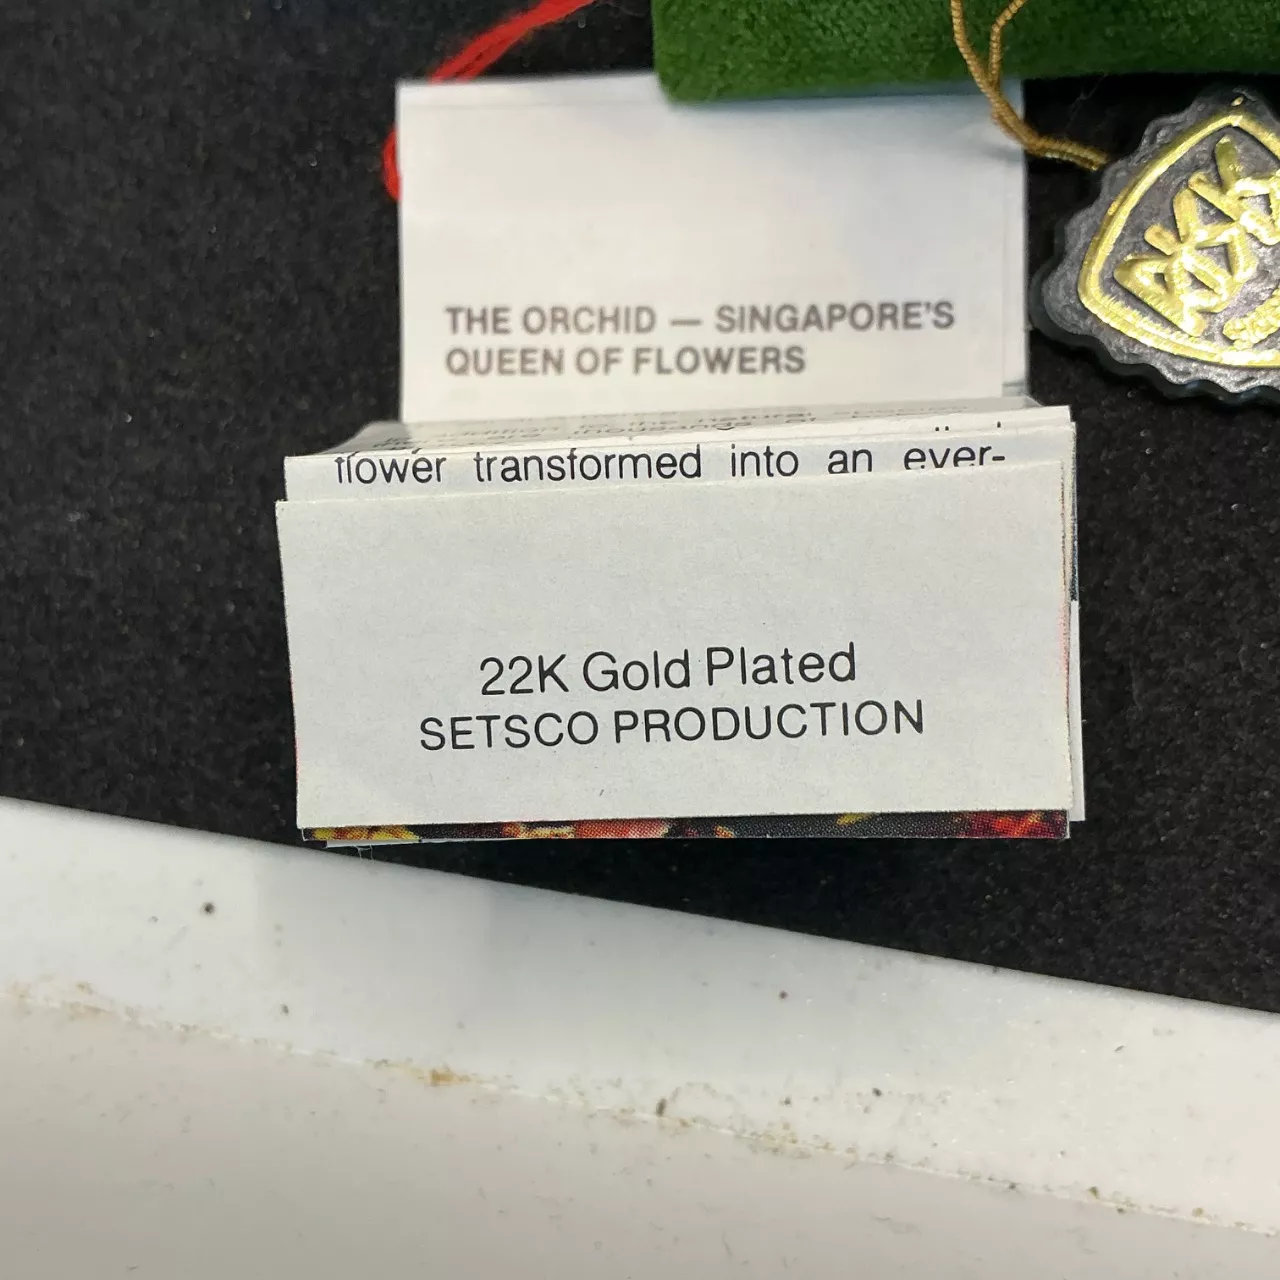 THE ORCHID — SINGAPORE'S
QUEEN OF FLOWERS
flower transformed into an ever-
22K Gold Plated
SETSCO PRODUCTION